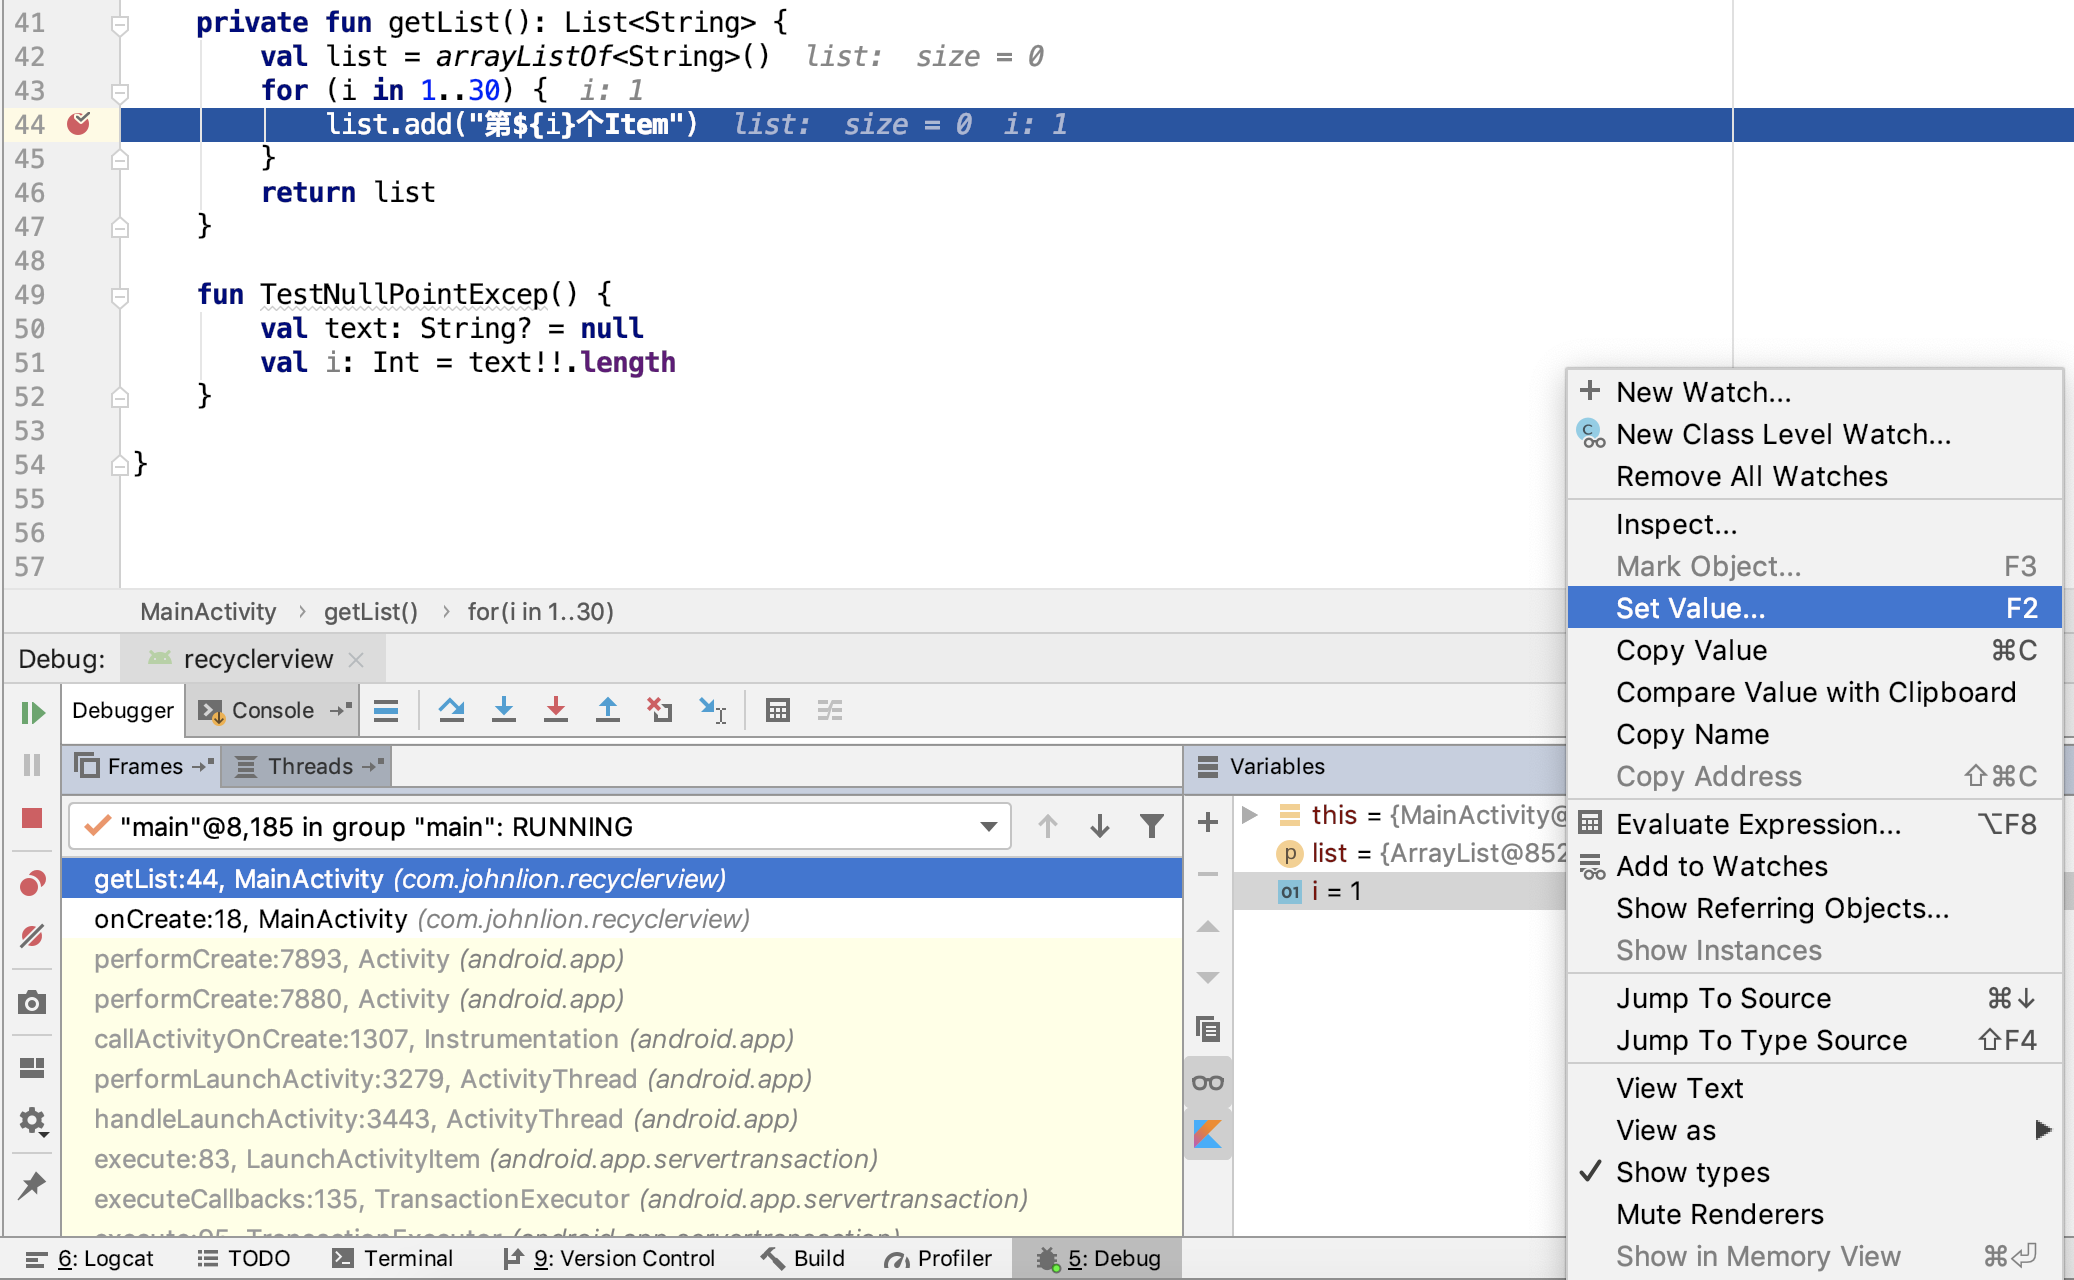 41 private fun getList(): List<String> {
42 val list = arrayListOf<String>() list: size = 0
43 for (i in 1..30) { i: 1
44 list.add("第${i}个Item") list: size = 0 i: 1
45 }
46 return list
47 }
48
49 fun TestNullPointExcep() {
50 val text: String? = null
51 val i: Int = text!!.length
52 }
53
54 }
55
56
57
MainActivity › getList() › for(i in 1..30)
Debug: recyclerview
Debugger Console
Frames Threads
"main"@8,185 in group "main": RUNNING
getList:44, MainActivity (com.johnlion.recyclerview)
onCreate:18, MainActivity (com.johnlion.recyclerview)
performCreate:7893, Activity (android.app)
performCreate:7880, Activity (android.app)
callActivityOnCreate:1307, Instrumentation (android.app)
performLaunchActivity:3279, ActivityThread (android.app)
handleLaunchActivity:3443, ActivityThread (android.app)
execute:83, LaunchActivityItem (android.app.servertransaction)
executeCallbacks:135, TransactionExecutor (android.app.servertransaction)
execute:95, TransactionExecutor (android.app.servertransaction)
Variables
this = {MainActivity@
p list = {ArrayList@852
01 i = 1
New Watch...
C New Class Level Watch...
Remove All Watches
Inspect...
Mark Object... F3
Set Value... F2
Copy Value ⌘C
Compare Value with Clipboard
Copy Name
Copy Address ⇧⌘C
Evaluate Expression... ⌥F8
Add to Watches
Show Referring Objects...
Show Instances
Jump To Source ⌘↓
Jump To Type Source ⇧F4
View Text
View as
✓ Show types
Mute Renderers
Show in Memory View ⌘⏎
6: Logcat TODO Terminal 9: Version Control Build Profiler 5: Debug